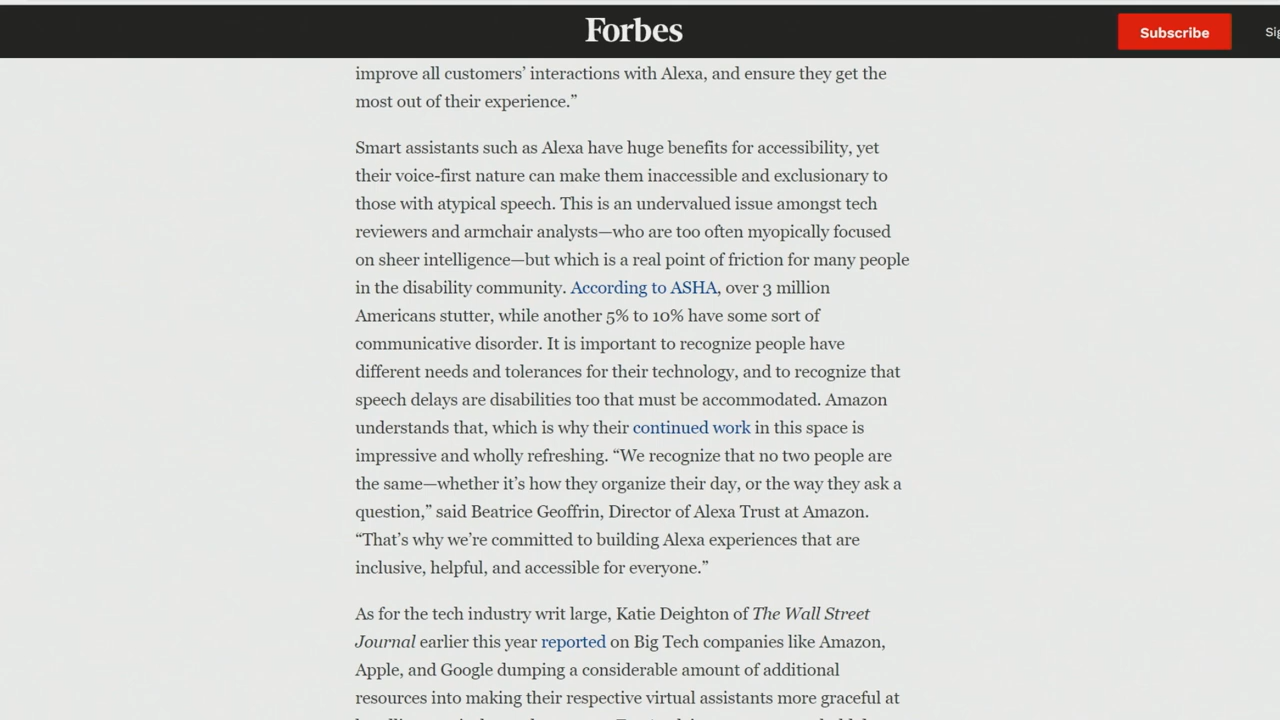 Forbes
Subscribe
improve all customers’ interactions with Alexa, and ensure they get the
most out of their experience.”
Smart assistants such as Alexa have huge benefits for accessibility, yet
their voice-first nature can make them inaccessible and exclusionary to
those with atypical speech. This is an undervalued issue amongst tech
reviewers and armchair analysts—who are too often myopically focused
on sheer intelligence—but which is a real point of friction for many people
in the disability community. According to ASHA, over 3 million
Americans stutter, while another 5% to 10% have some sort of
communicative disorder. It is important to recognize people have
different needs and tolerances for their technology, and to recognize that
speech delays are disabilities too that must be accommodated. Amazon
understands that, which is why their continued work in this space is
impressive and wholly refreshing. “We recognize that no two people are
the same—whether it’s how they organize their day, or the way they ask a
question,” said Beatrice Geoffrin, Director of Alexa Trust at Amazon.
“That’s why we’re committed to building Alexa experiences that are
inclusive, helpful, and accessible for everyone.”
As for the tech industry writ large, Katie Deighton of The Wall Street
Journal earlier this year reported on Big Tech companies like Amazon,
Apple, and Google dumping a considerable amount of additional
resources into making their respective virtual assistants more graceful at